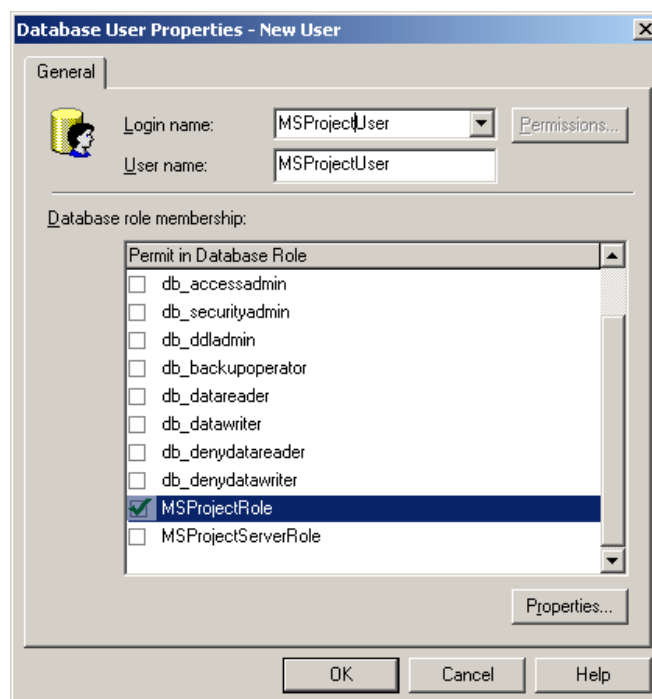 Database User Properties - New User
General
Login name: MSProjectUser Permissions...
User name: MSProjectUser
Database role membership:
Permit in Database Role
db_accessadmin
db_securityadmin
db_ddladmin
db_backupoperator
db_datareader
db_datawriter
db_denydatareader
db_denydatawriter
MSProjectRole
MSProjectServerRole
Properties...
OK Cancel Help